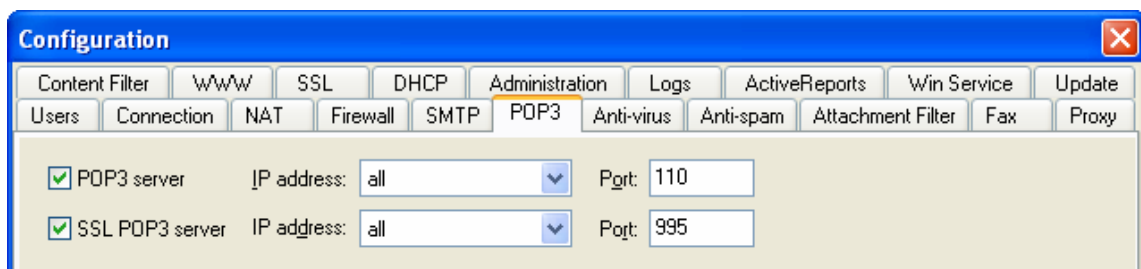 Configuration
Content Filter WWW SSL DHCP Administration Logs ActiveReports Win Service Update
Users Connection NAT Firewall SMTP POP3 Anti-virus Anti-spam Attachment Filter Fax Proxy
POP3 server IP address: all Port: 110
SSL POP3 server IP address: all Port: 995